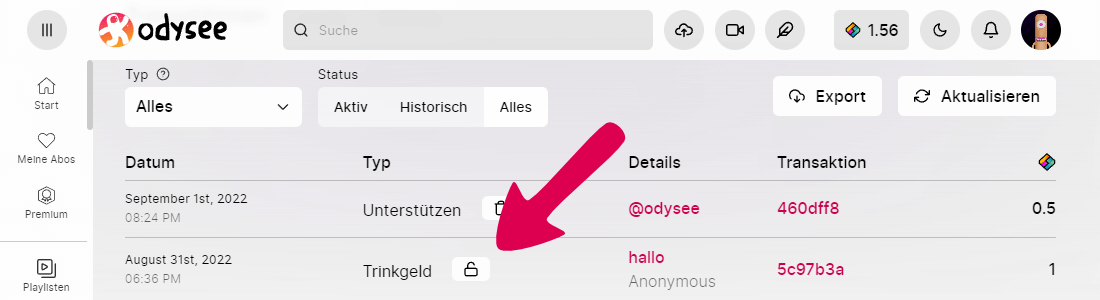 odysee
Suche
1.56
Start
Meine Abos
Premium
Playlisten
Typ
Status
Alles
Aktiv Historisch Alles
Export
Aktualisieren
Datum Typ Details Transaktion
September 1st, 2022
08:24 PM
Unterstützen
@odysee
460dff8
0.5
August 31st, 2022
06:36 PM
Trinkgeld
hallo
Anonymous
5c97b3a
1